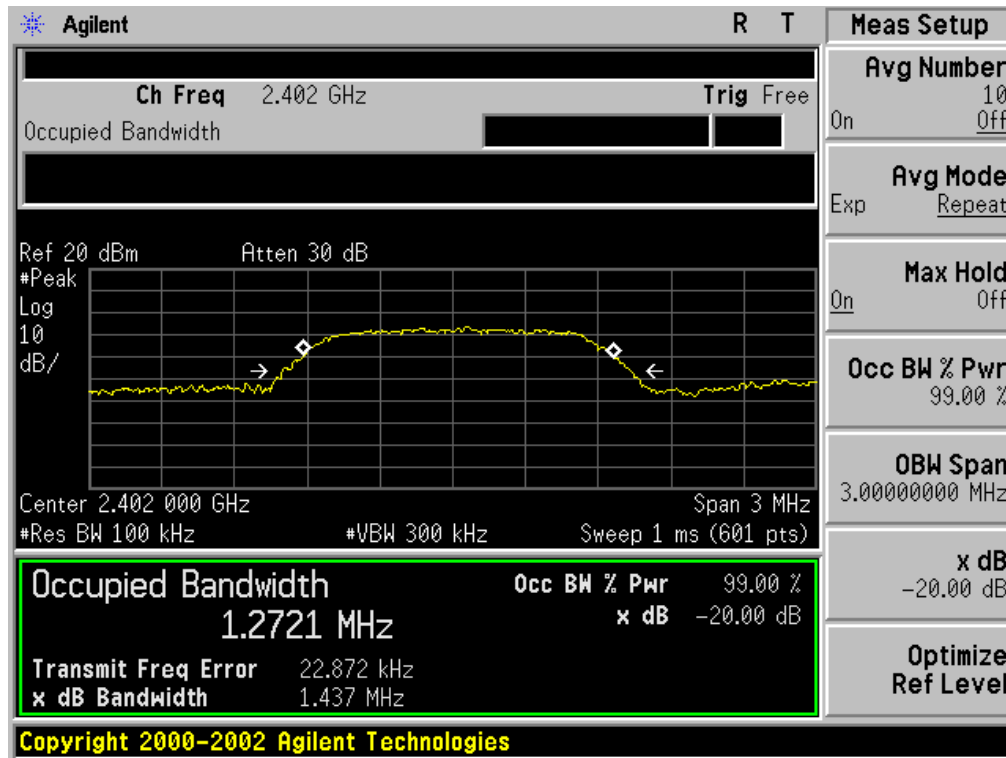 Agilent R T
Ch Freq 2.402 GHz Trig Free
Occupied Bandwidth
Ref 20 dBm Atten 30 dB
#Peak
Log
10
dB/
Center 2.402 000 GHz Span 3 MHz
#Res BW 100 kHz #VBW 300 kHz Sweep 1 ms (601 pts)
Occupied Bandwidth
1.2721 MHz
Occ BW % Pwr 99.00 %
x dB -20.00 dB
Transmit Freq Error 22.872 kHz
x dB Bandwidth 1.437 MHz
Copyright 2000-2002 Agilent Technologies
Meas Setup
Avg Number
10
On Off
Avg Mode
Exp Repeat
Max Hold
On Off
Occ BW % Pwr
99.00 %
OBW Span
3.00000000 MHz
x dB
-20.00 dB
Optimize
Ref Level